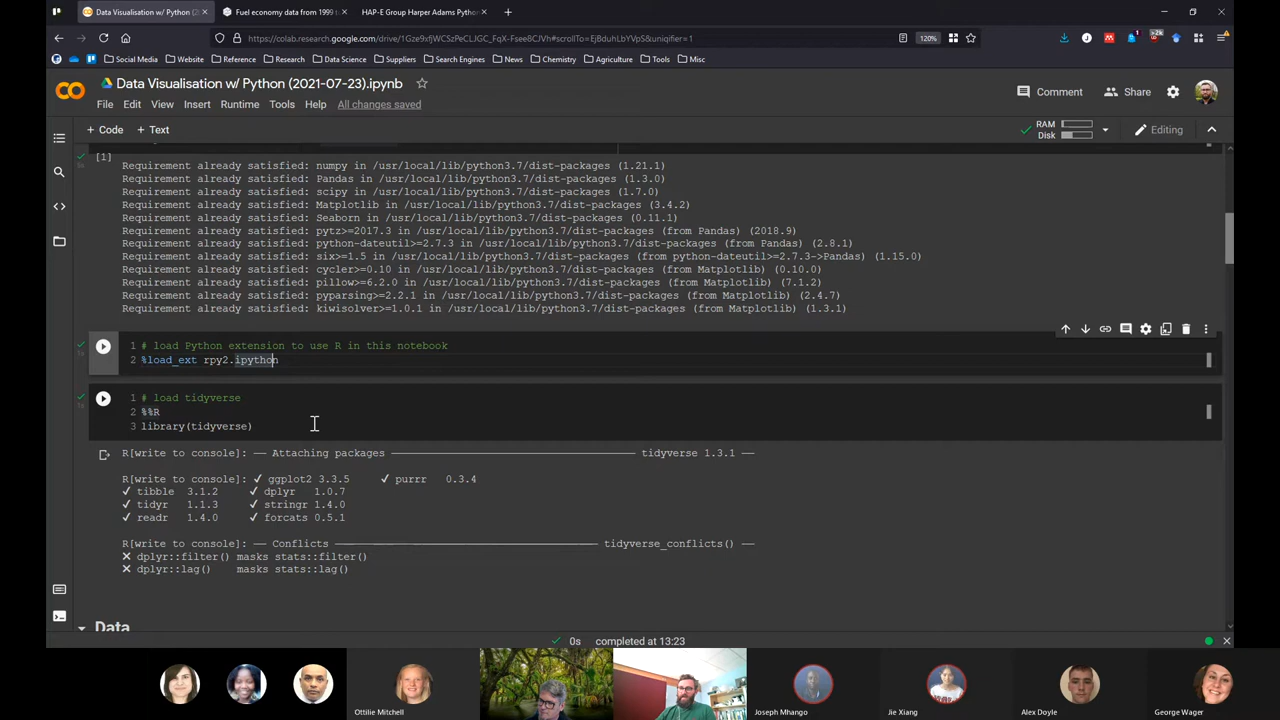 Data Visualisation w/ Python (2
Fuel economy data from 1999 t
HAP-E Group Harper Adams Python
https://colab.research.google.com/drive/1Gze9xfjWCSzPeCLJGC_FqX-Fsee8JVh#scrollTo=EjBduhLbYVpS&uniqifier=1
120%
Social Media
Website
Reference
Research
Data Science
Suppliers
Search Engines
News
Chemistry
Agriculture
Tools
Misc
Data Visualisation w/ Python (2021-07-23).ipynb
File Edit View Insert Runtime Tools Help All changes saved
Comment
Share
+ Code + Text
RAM
Disk
Editing
[1]
Requirement already satisfied: numpy in /usr/local/lib/python3.7/dist-packages (1.21.1)
Requirement already satisfied: Pandas in /usr/local/lib/python3.7/dist-packages (1.3.0)
Requirement already satisfied: scipy in /usr/local/lib/python3.7/dist-packages (1.7.0)
Requirement already satisfied: Matplotlib in /usr/local/lib/python3.7/dist-packages (3.4.2)
Requirement already satisfied: Seaborn in /usr/local/lib/python3.7/dist-packages (0.11.1)
Requirement already satisfied: pytz>=2017.3 in /usr/local/lib/python3.7/dist-packages (from Pandas) (2018.9)
Requirement already satisfied: python-dateutil>=2.7.3 in /usr/local/lib/python3.7/dist-packages (from Pandas) (2.8.1)
Requirement already satisfied: six>=1.5 in /usr/local/lib/python3.7/dist-packages (from python-dateutil>=2.7.3->Pandas) (1.15.0)
Requirement already satisfied: cycler>=0.10 in /usr/local/lib/python3.7/dist-packages (from Matplotlib) (0.10.0)
Requirement already satisfied: pillow>=6.2.0 in /usr/local/lib/python3.7/dist-packages (from Matplotlib) (7.1.2)
Requirement already satisfied: pyparsing>=2.2.1 in /usr/local/lib/python3.7/dist-packages (from Matplotlib) (2.4.7)
Requirement already satisfied: kiwisolver>=1.0.1 in /usr/local/lib/python3.7/dist-packages (from Matplotlib) (1.3.1)
1 # load Python extension to use R in this notebook
2 %load_ext rpy2.ipython
1 # load tidyverse
2 %%R
3 library(tidyverse)
R[write to console]: ── Attaching packages ─────────────────────── tidyverse 1.3.1 ──
R[write to console]: ✓ ggplot2 3.3.5 ✓ purrr 0.3.4
✓ tibble 3.1.2 ✓ dplyr 1.0.7
✓ tidyr 1.1.3 ✓ stringr 1.4.0
✓ readr 1.4.0 ✓ forcats 0.5.1
R[write to console]: ── Conflicts ─────────────────────── tidyverse_conflicts() ──
✕ dplyr::filter() masks stats::filter()
✕ dplyr::lag() masks stats::lag()
Data
0s completed at 13:23
Ottilie Mitchell
Joseph Mhango
Jie Xiang
Alex Doyle
George Wager